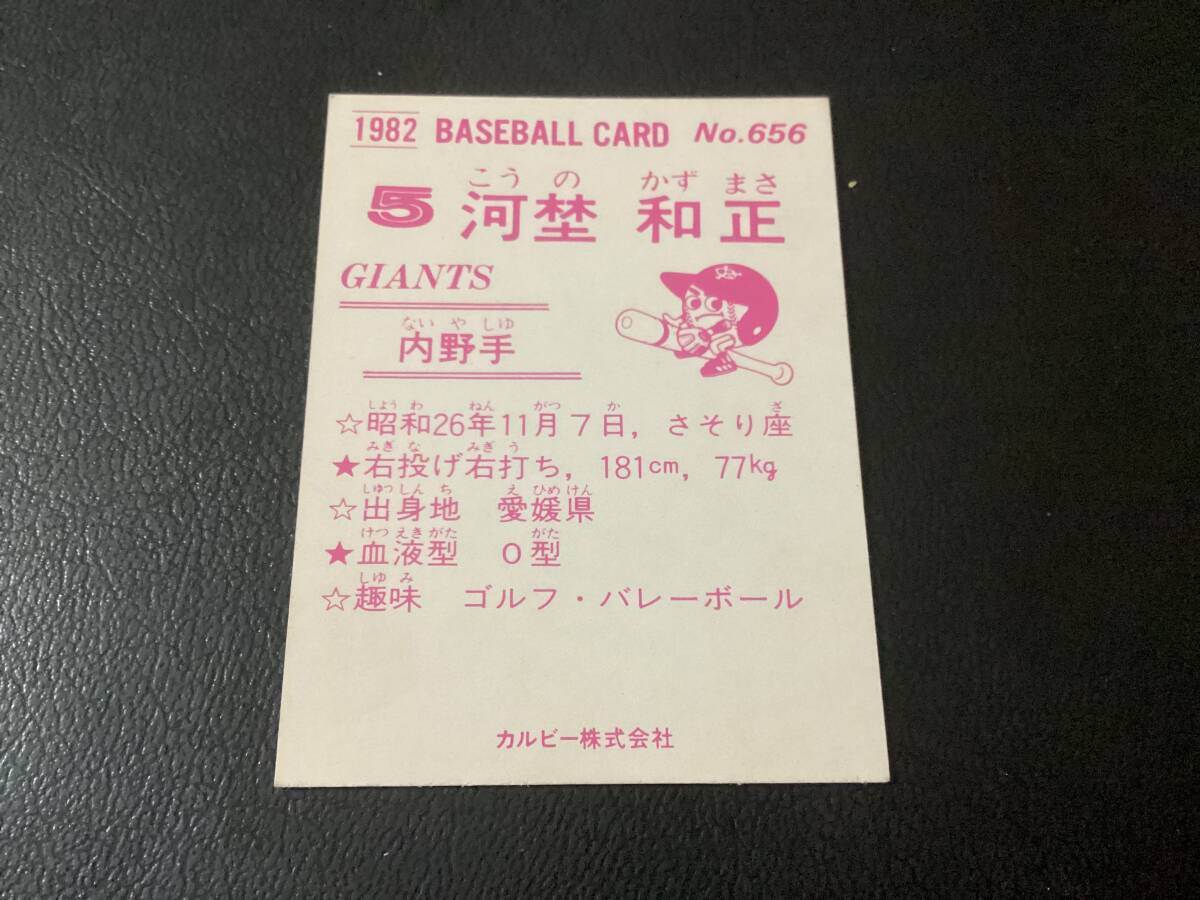 1982 BASEBALL CARD No.656
こう の かず まさ
5 河埜 和正
GIANTS
ない や しゆ
内野手
しよう わ ねん がつ か ざ
☆昭和26年11月7日, さそり座
みぎ な みぎ う
★右投げ右打ち, 181cm, 77kg
しゆつ しん ち え ひめ けん
☆出身地 愛媛県
けつ えき がた がた
★血液型 O型
しゆ み
☆趣味 ゴルフ・バレーボール
カルビー株式会社